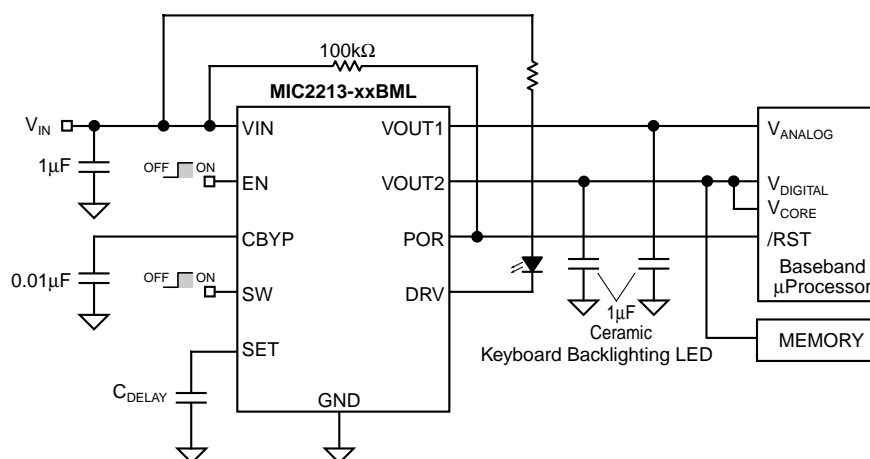 100kΩ
MIC2213-xxBML
VIN
VIN
VOUT1
VANALOG
1µF
OFF ON
EN
VOUT2
VDIGITAL
VCORE
CBYP
POR
/RST
0.01µF
OFF ON
SW
DRV
Baseband
µProcessor
1µF
Ceramic
Keyboard Backlighting LED
MEMORY
SET
CDELAY
GND